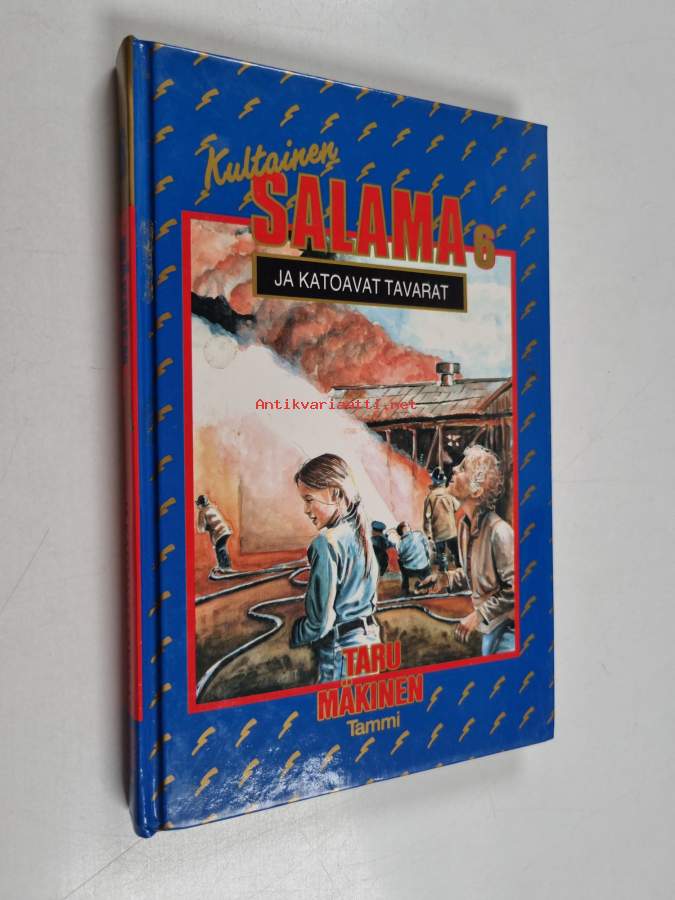 Kultainen
SALAMA 6
JA KATOAVAT TAVARAT
Antikvariaatti.net
TARU
MÄKINEN
Tammi